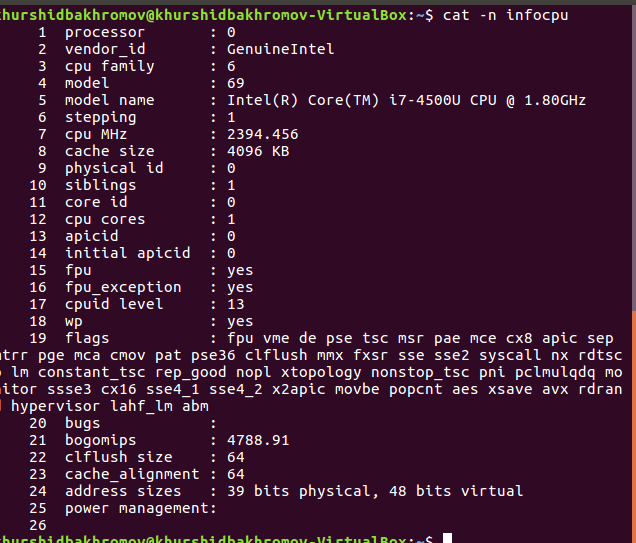 khurshidbakhromov@khurshidbakhromov-VirtualBox:~$ cat -n infocpu
1 processor : 0
2 vendor_id : GenuineIntel
3 cpu family : 6
4 model : 69
5 model name : Intel(R) Core(TM) i7-4500U CPU @ 1.80GHz
6 stepping : 1
7 cpu MHz : 2394.456
8 cache size : 4096 KB
9 physical id : 0
10 siblings : 1
11 core id : 0
12 cpu cores : 1
13 apicid : 0
14 initial apicid : 0
15 fpu : yes
16 fpu_exception : yes
17 cpuid level : 13
18 wp : yes
19 flags : fpu vme de pse tsc msr pae mce cx8 apic sep
mtrr pge mca cmov pat pse36 clflush mmx fxsr sse sse2 syscall nx rdtsc
p lm constant_tsc rep_good nopl xtopology nonstop_tsc pni pclmulqdq mo
nitor ssse3 cx16 sse4_1 sse4_2 x2apic movbe popcnt aes xsave avx rdran
d hypervisor lahf_lm abm
20 bugs :
21 bogomips : 4788.91
22 clflush size : 64
23 cache_alignment : 64
24 address sizes : 39 bits physical, 48 bits virtual
25 power management:
26
khurshidbakhromov@khurshidbakhromov-VirtualBox:~$